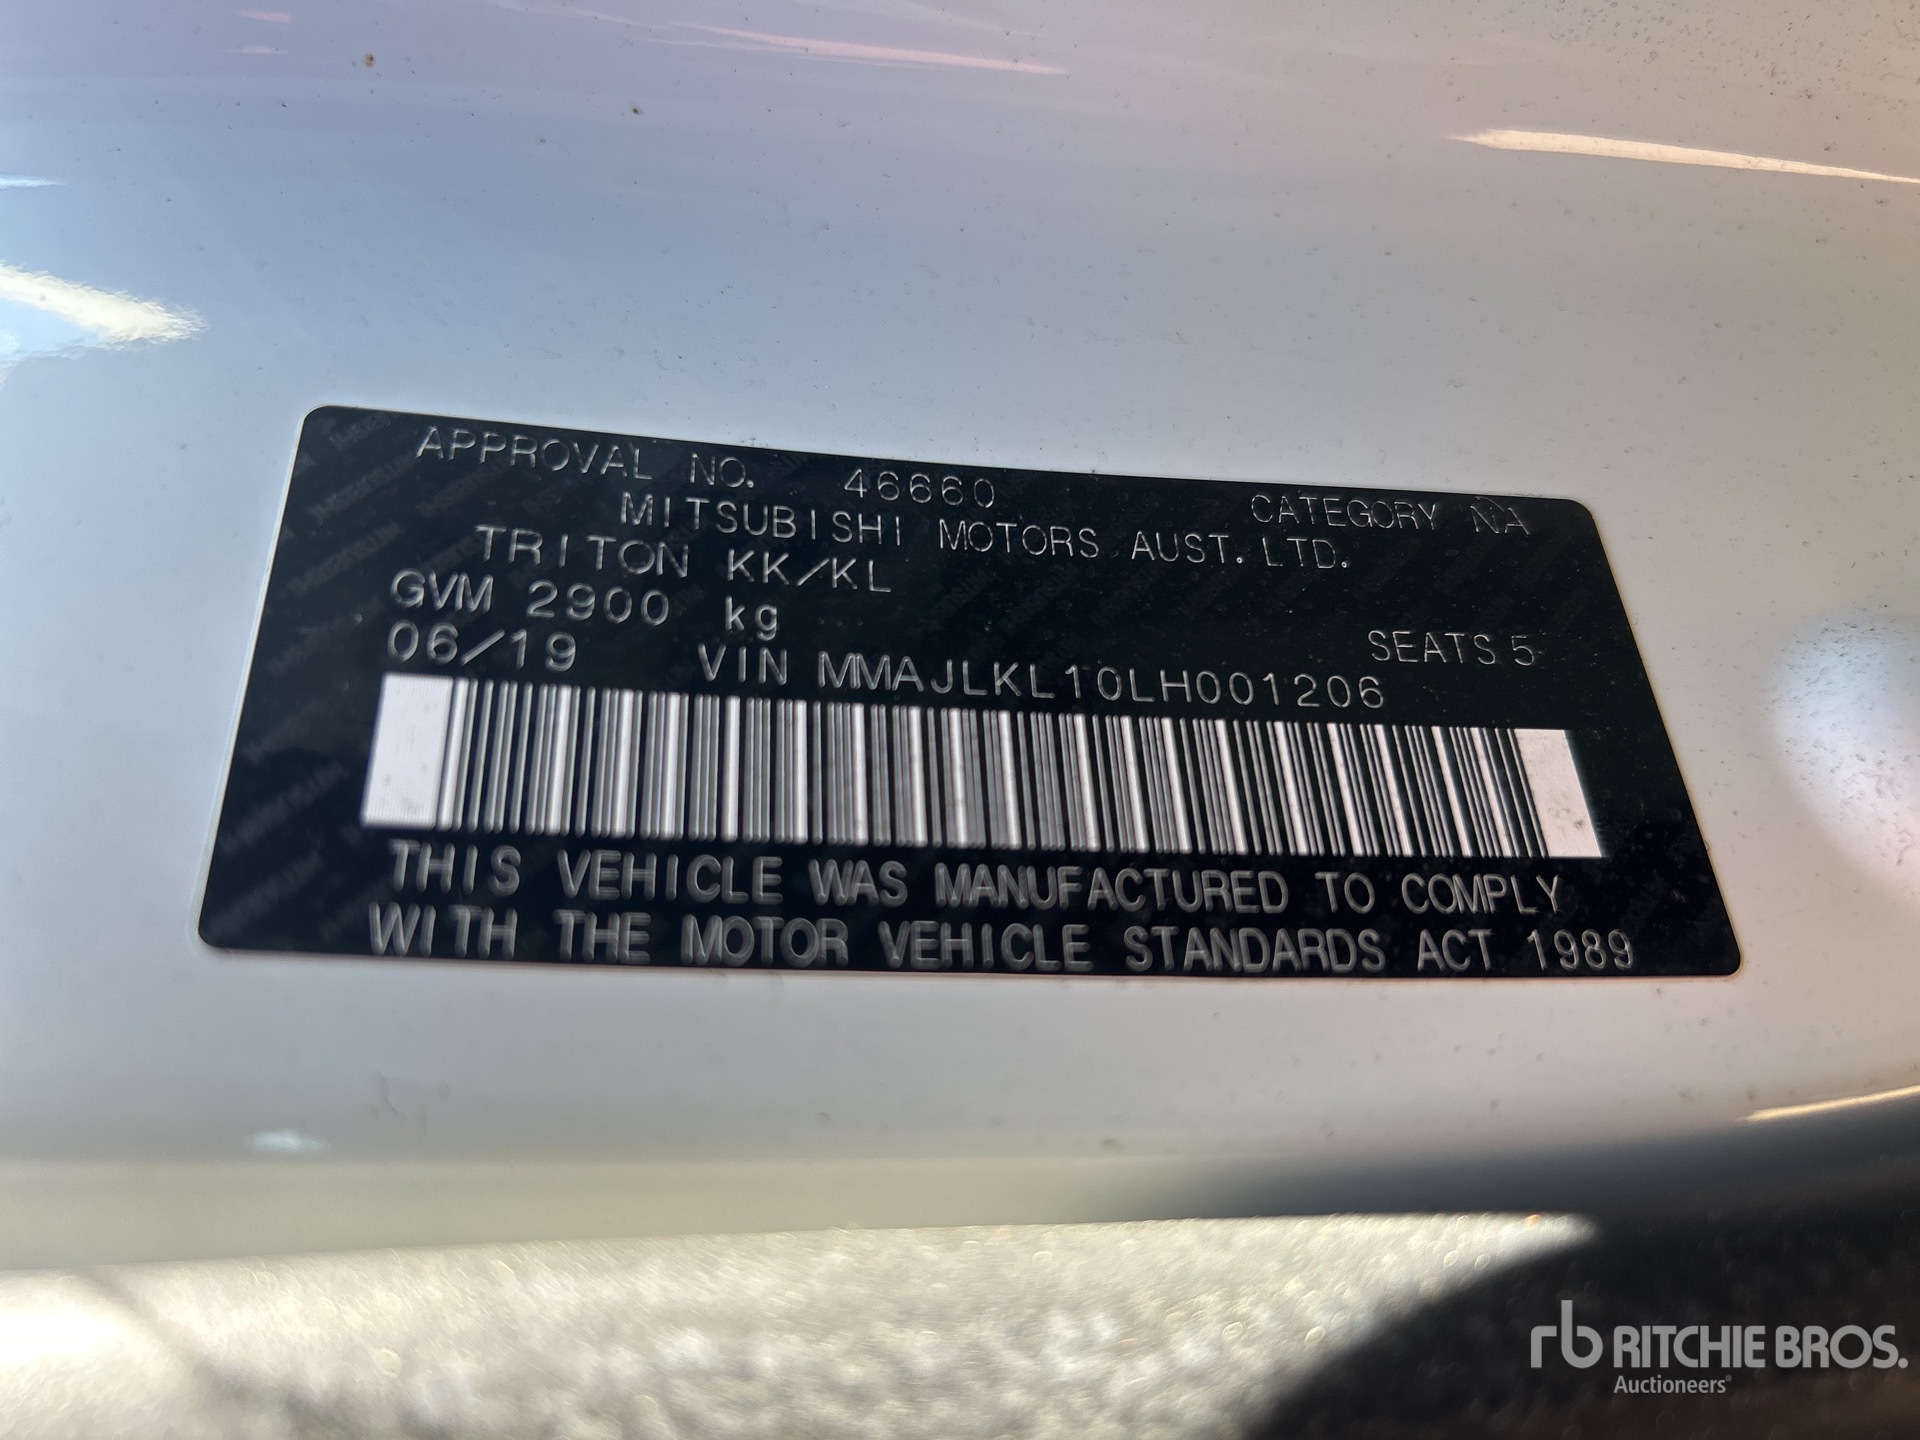 APPROVAL NO. 46660 CATEGORY NA
MITSUBISHI MOTORS AUST. LTD.
TRITON KK/KL
GVM 2900 kg SEATS 5
06/19 VIN MMAJLKL10LH001206
THIS VEHICLE WAS MANUFACTURED TO COMPLY
WITH THE MOTOR VEHICLE STANDARDS ACT 1989
rb RITCHIE BROS.
Auctioneers®